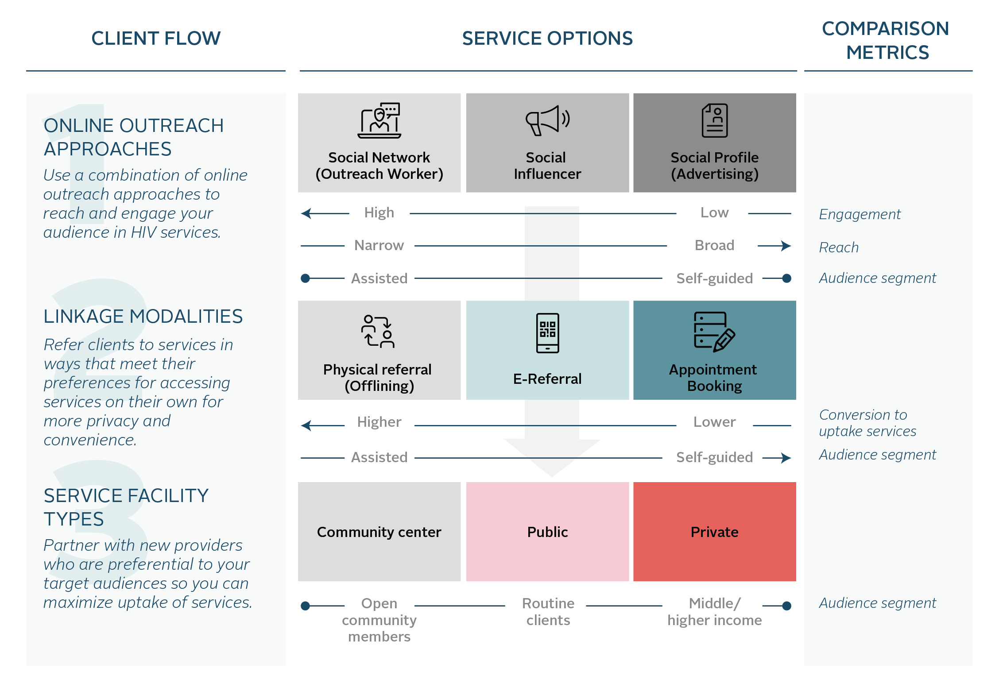 CLIENT FLOW
SERVICE OPTIONS
COMPARISON
METRICS
1
ONLINE OUTREACH
APPROACHES
Use a combination of online
outreach approaches to
reach and engage your
audience in HIV services.
Social Network
(Outreach Worker)
Social
Influencer
Social Profile
(Advertising)
High
Low
Engagement
Narrow
Broad
Reach
Assisted
Self-guided
Audience segment
2
LINKAGE MODALITIES
Refer clients to services in
ways that meet their
preferences for accessing
services on their own for
more privacy and
convenience.
Physical referral
(Offlining)
E-Referral
Appointment
Booking
Higher
Lower
Conversion to
uptake services
Assisted
Self-guided
Audience segment
3
SERVICE FACILITY
TYPES
Partner with new providers
who are preferential to your
target audiences so you can
maximize uptake of services.
Community center
Public
Private
Open
community
members
Routine
clients
Middle/
higher income
Audience segment